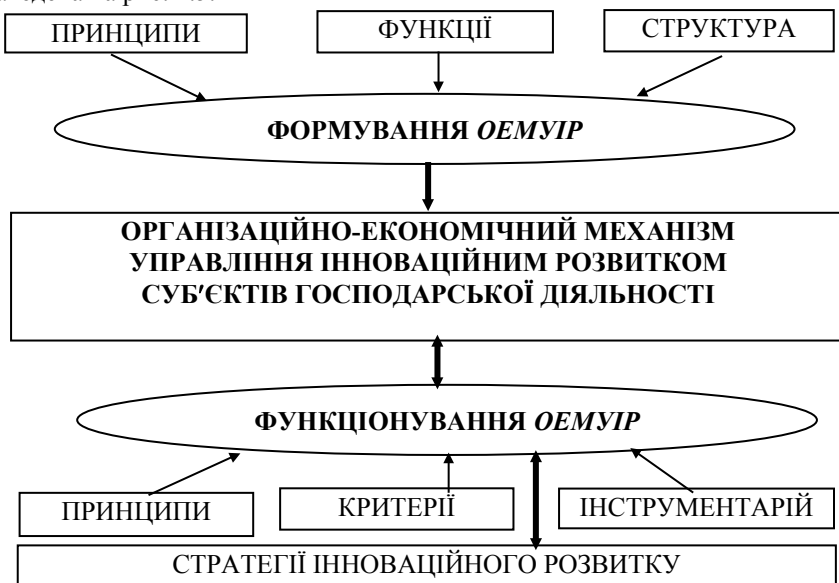 ПРИНЦИПИ
ФУНКЦІЇ
СТРУКТУРА
ФОРМУВАННЯ ОЕМУІР
ОРГАНІЗАЦІЙНО-ЕКОНОМІЧНИЙ МЕХАНІЗМ
УПРАВЛІННЯ ІННОВАЦІЙНИМ РОЗВИТКОМ
СУБ'ЄКТІВ ГОСПОДАРСЬКОЇ ДІЯЛЬНОСТІ
ФУНКЦІОНУВАННЯ ОЕМУІР
ПРИНЦИПИ
КРИТЕРІЇ
ІНСТРУМЕНТАРІЙ
СТРАТЕГІЇ ІННОВАЦІЙНОГО РОЗВИТКУ